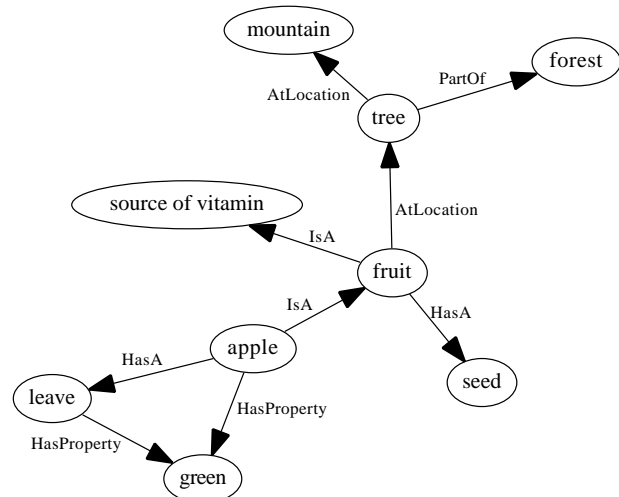 mountain
forest
PartOf
AtLocation
tree
source of vitamin
AtLocation
IsA
fruit
IsA
HasA
apple
HasA
seed
leave
HasProperty
HasProperty
green